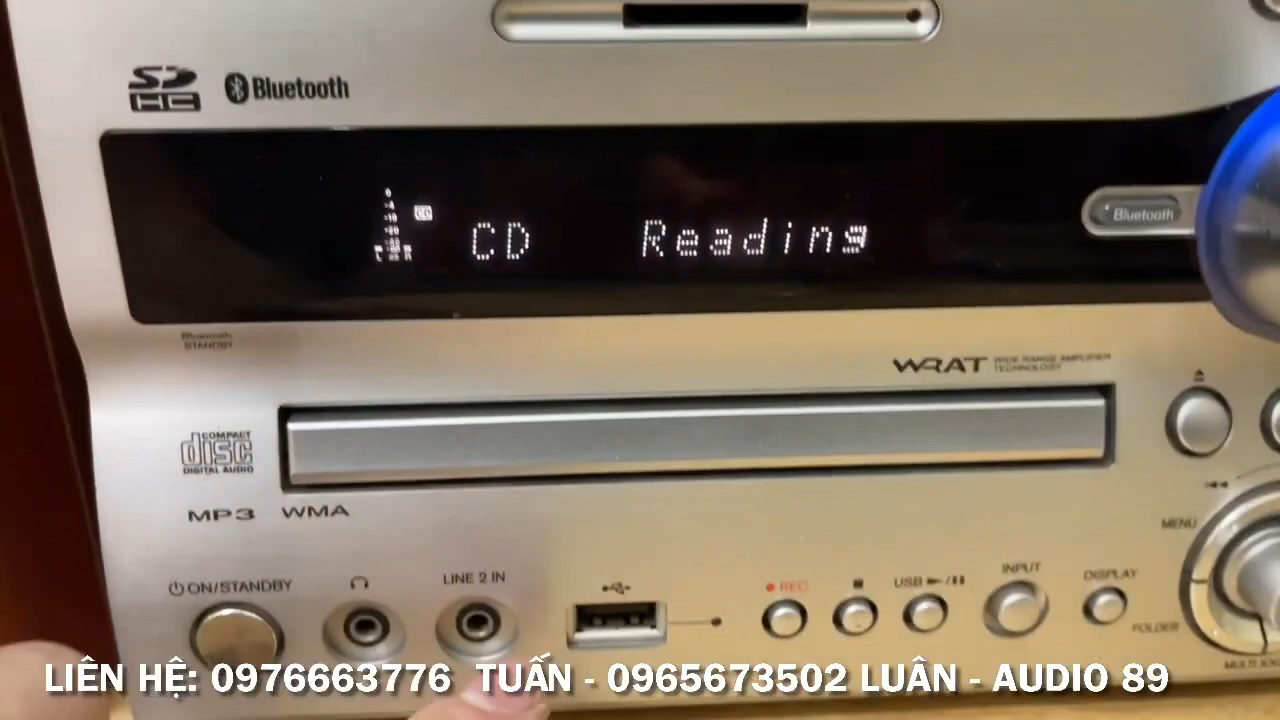 SD
HC
Bluetooth
CD
CD Reading
Bluetooth
Bluetooth
STANDBY
WRAT WIDE RANGE AMPLIFIER
TECHNOLOGY
COMPACT
disc
DIGITAL AUDIO
MP3 WMA
MENU
ON/STANDBY
LINE 2 IN
REC
USB
INPUT
DISPLAY
FOLDER
LIÊN HỆ: 0976663776 TUẤN - 0965673502 LUÂN - AUDIO 89